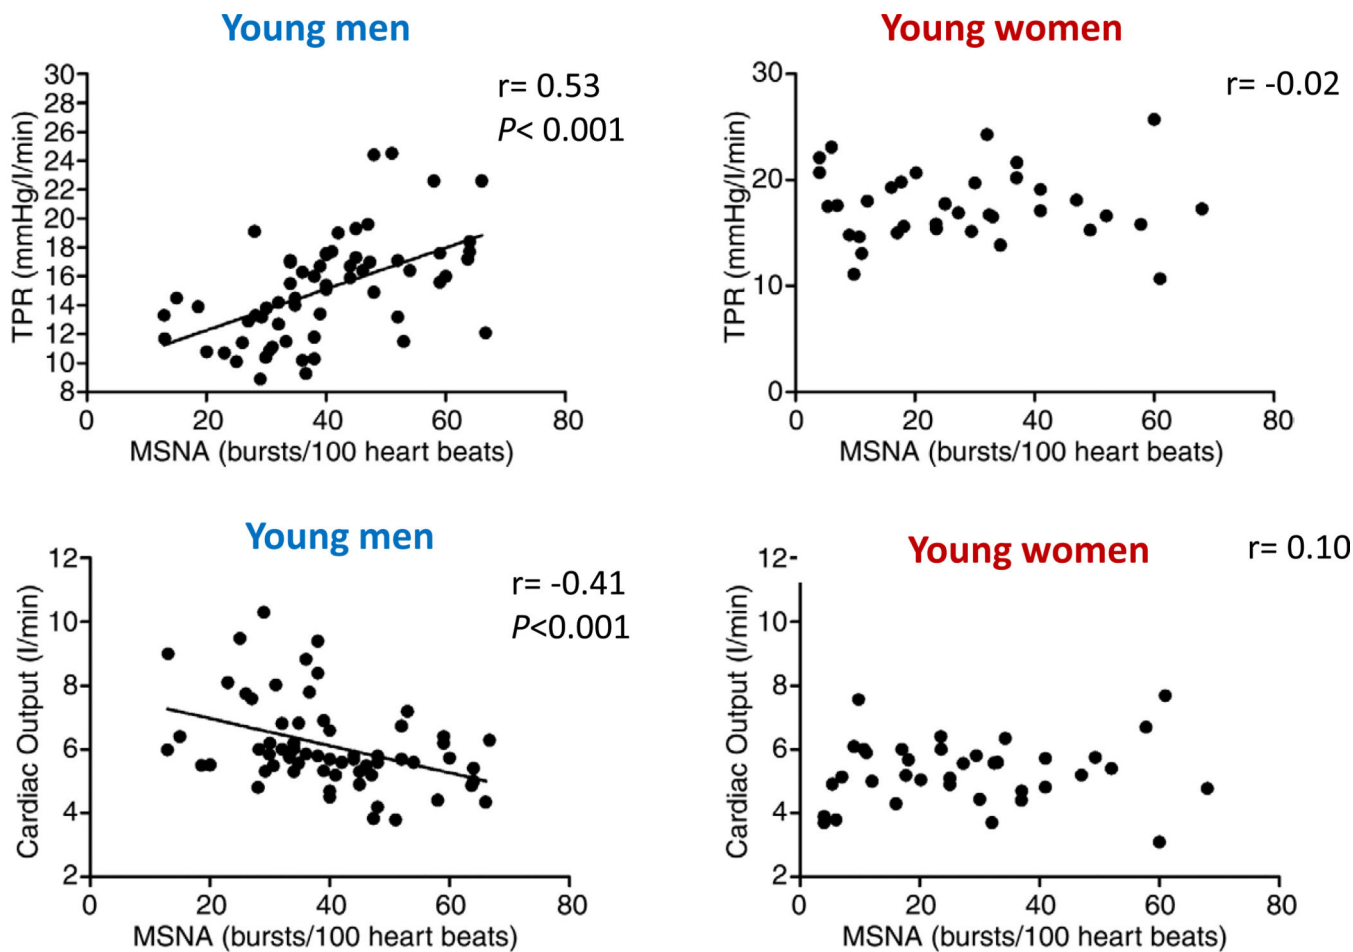 Young men
r= 0.53
P< 0.001
TPR (mmHg/l/min)
30
28
26
24
22
20
18
16
14
12
10
8
0
20
40
60
80
MSNA (bursts/100 heart beats)
Young women
r= -0.02
TPR (mmHg/l/min)
30
20
10
0
0
20
40
60
80
MSNA (bursts/100 heart beats)
Young men
r= -0.41
P<0.001
Cardiac Output (l/min)
12
10
8
6
4
2
0
20
40
60
80
MSNA (bursts/100 heart beats)
Young women
r= 0.10
Cardiac Output (l/min)
12
10
8
6
4
2
0
20
40
60
80
MSNA (bursts/100 heart beats)